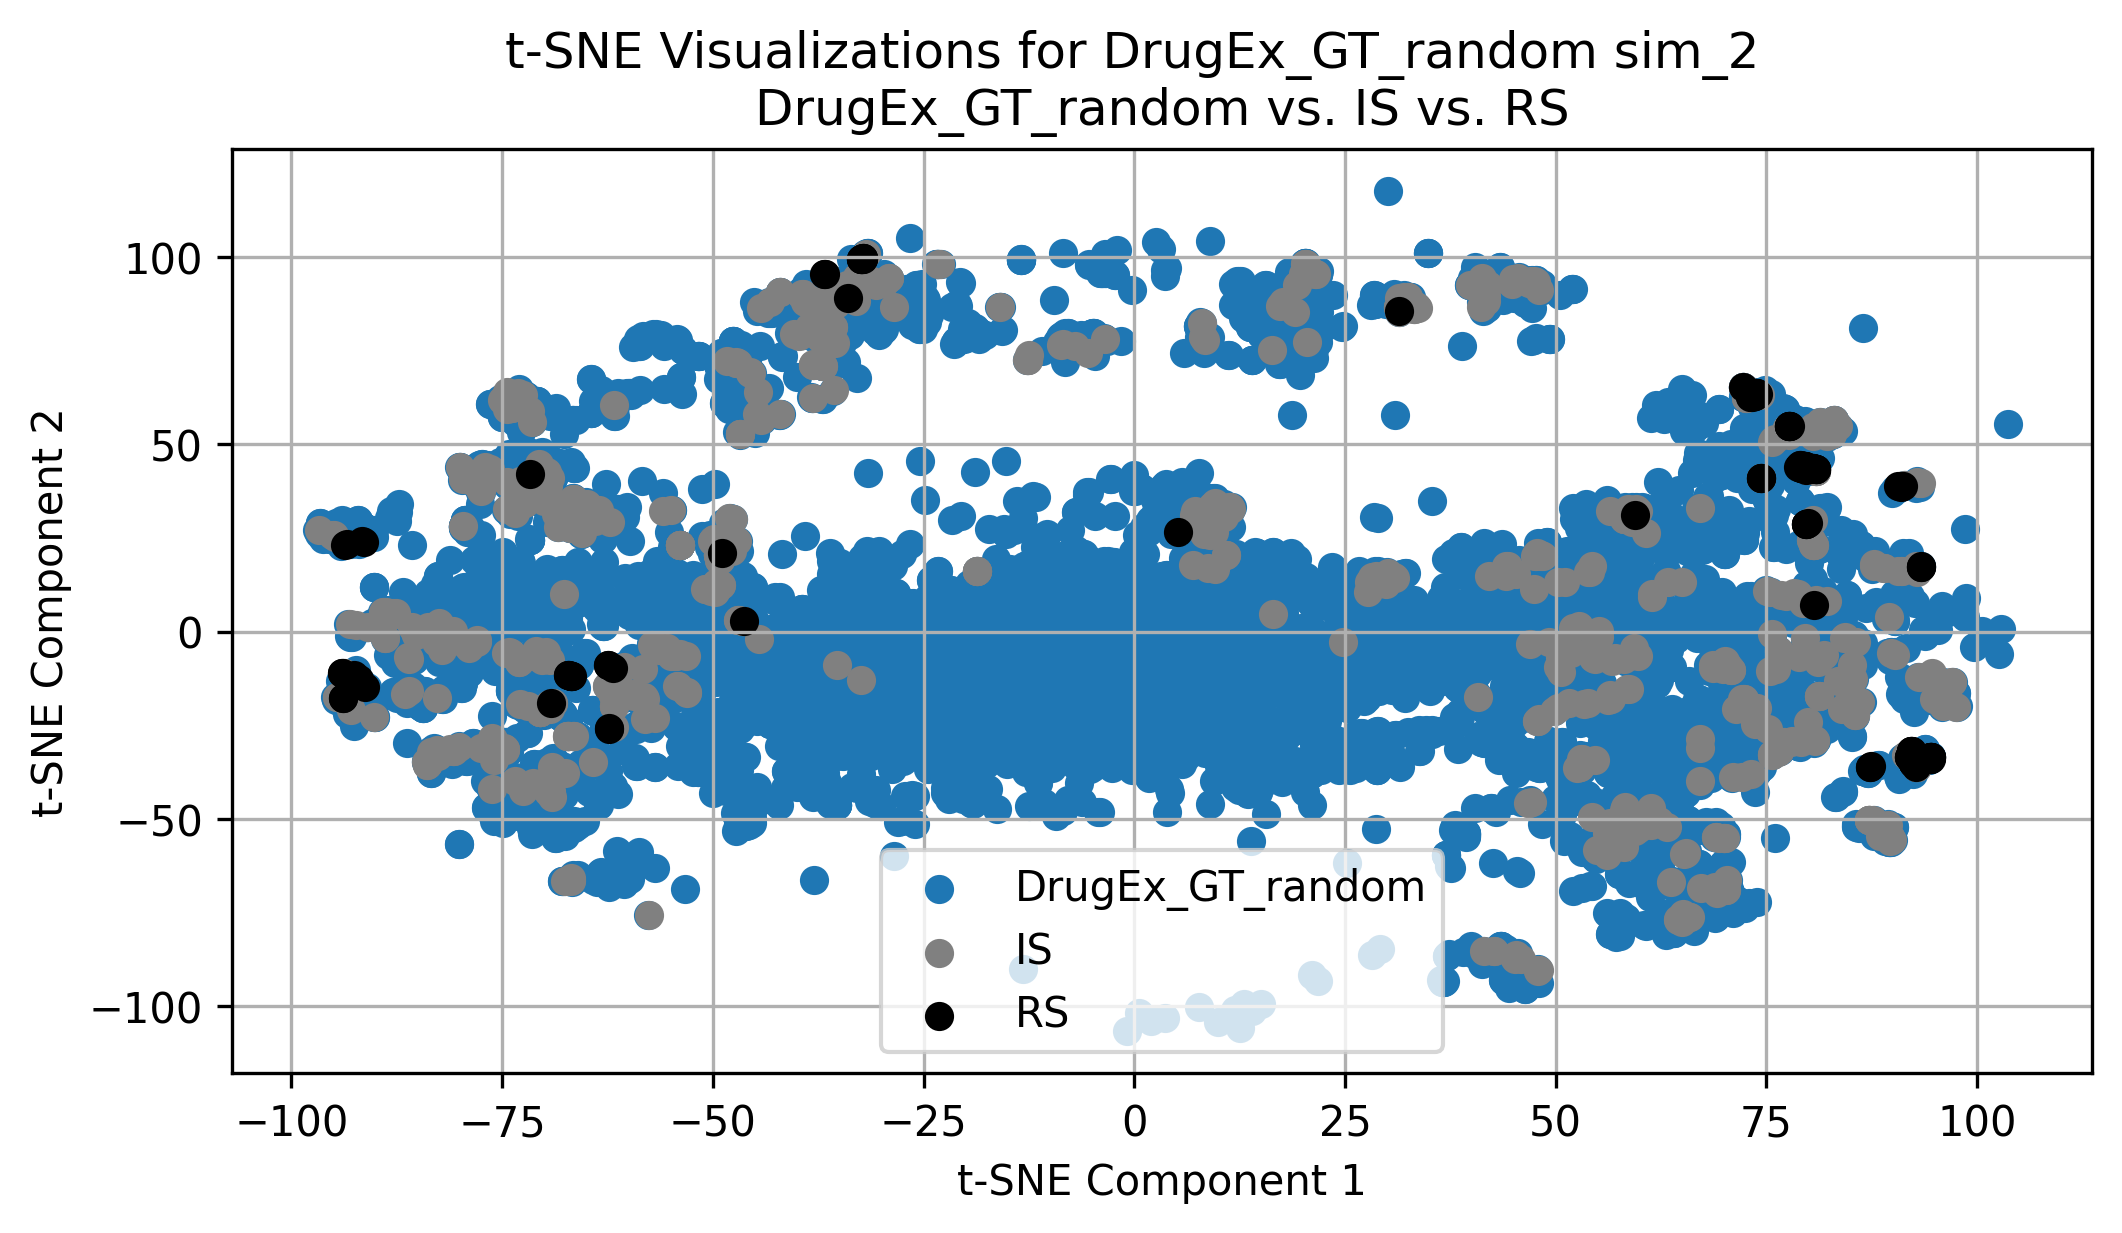 t-SNE Visualizations for DrugEx_GT_random sim_2
DrugEx_GT_random vs. IS vs. RS
t-SNE Component 2
100
50
0
−50
−100
DrugEx_GT_random
IS
RS
−100 −75 −50 −25 0 25 50 75 100
t-SNE Component 1